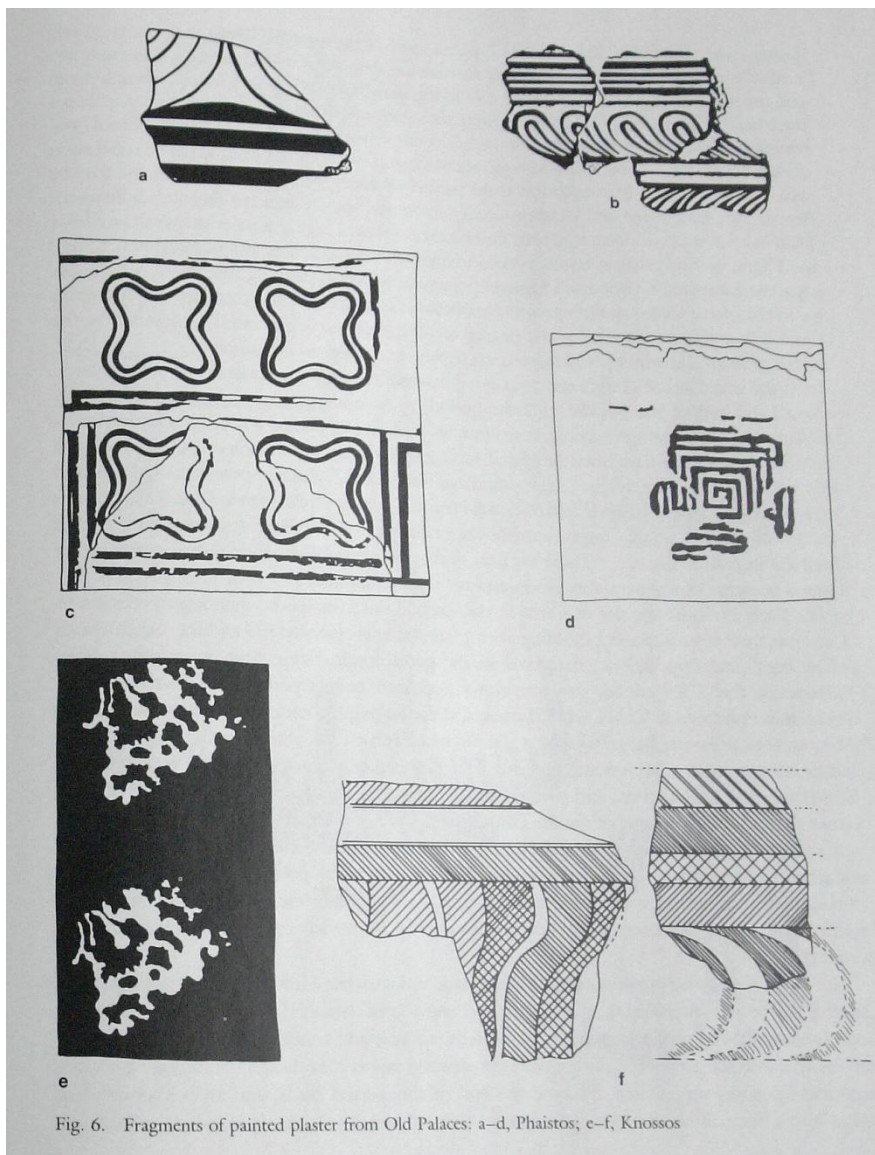 a
b
c
d
e
f
Fig. 6. Fragments of painted plaster from Old Palaces: a–d, Phaistos; e–f, Knossos